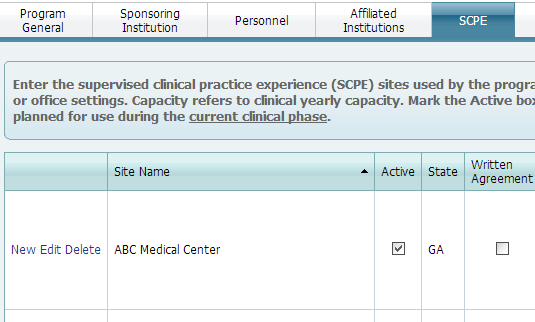 Program General
Sponsoring Institution
Personnel
Affiliated Institutions
SCPE
Enter the supervised clinical practice experience (SCPE) sites used by the progra
or office settings. Capacity refers to clinical yearly capacity. Mark the Active box
planned for use during the current clinical phase.
Site Name
Active
State
Written Agreement
New Edit Delete
ABC Medical Center
GA